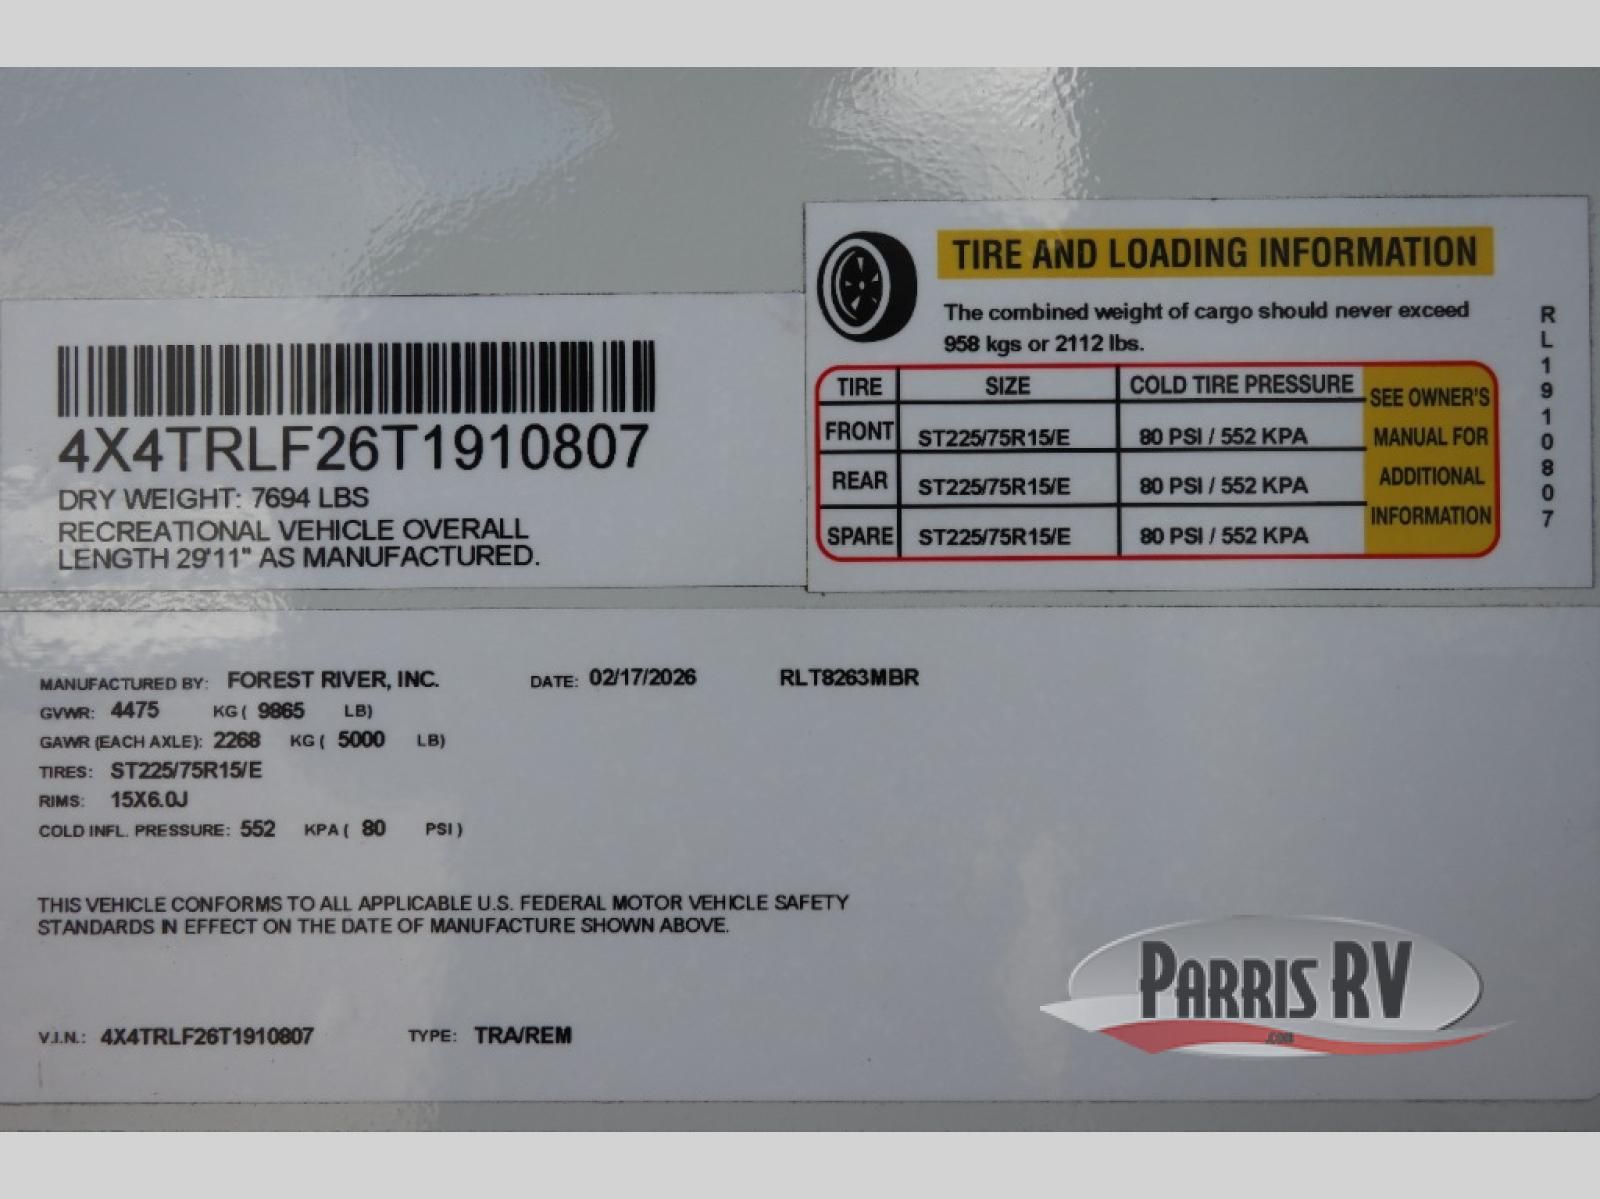 TIRE AND LOADING INFORMATION
The combined weight of cargo should never exceed
958 kgs or 2112 lbs.
TIRE SIZE COLD TIRE PRESSURE
FRONT ST225/75R15/E 80 PSI / 552 KPA
REAR ST225/75R15/E 80 PSI / 552 KPA
SPARE ST225/75R15/E 80 PSI / 552 KPA
SEE OWNER'S
MANUAL FOR
ADDITIONAL
INFORMATION
RL1910807
4X4TRLF26T1910807
DRY WEIGHT: 7694 LBS
RECREATIONAL VEHICLE OVERALL
LENGTH 29'11" AS MANUFACTURED.
MANUFACTURED BY: FOREST RIVER, INC. DATE: 02/17/2026 RLT8263MBR
GVWR: 4475 KG ( 9865 LB)
GAWR (EACH AXLE): 2268 KG ( 5000 LB)
TIRES: ST225/75R15/E
RIMS: 15X6.0J
COLD INFL. PRESSURE: 552 KPA ( 80 PSI )
THIS VEHICLE CONFORMS TO ALL APPLICABLE U.S. FEDERAL MOTOR VEHICLE SAFETY
STANDARDS IN EFFECT ON THE DATE OF MANUFACTURE SHOWN ABOVE.
V.I.N.: 4X4TRLF26T1910807 TYPE: TRA/REM
PARRIS RV
.COM